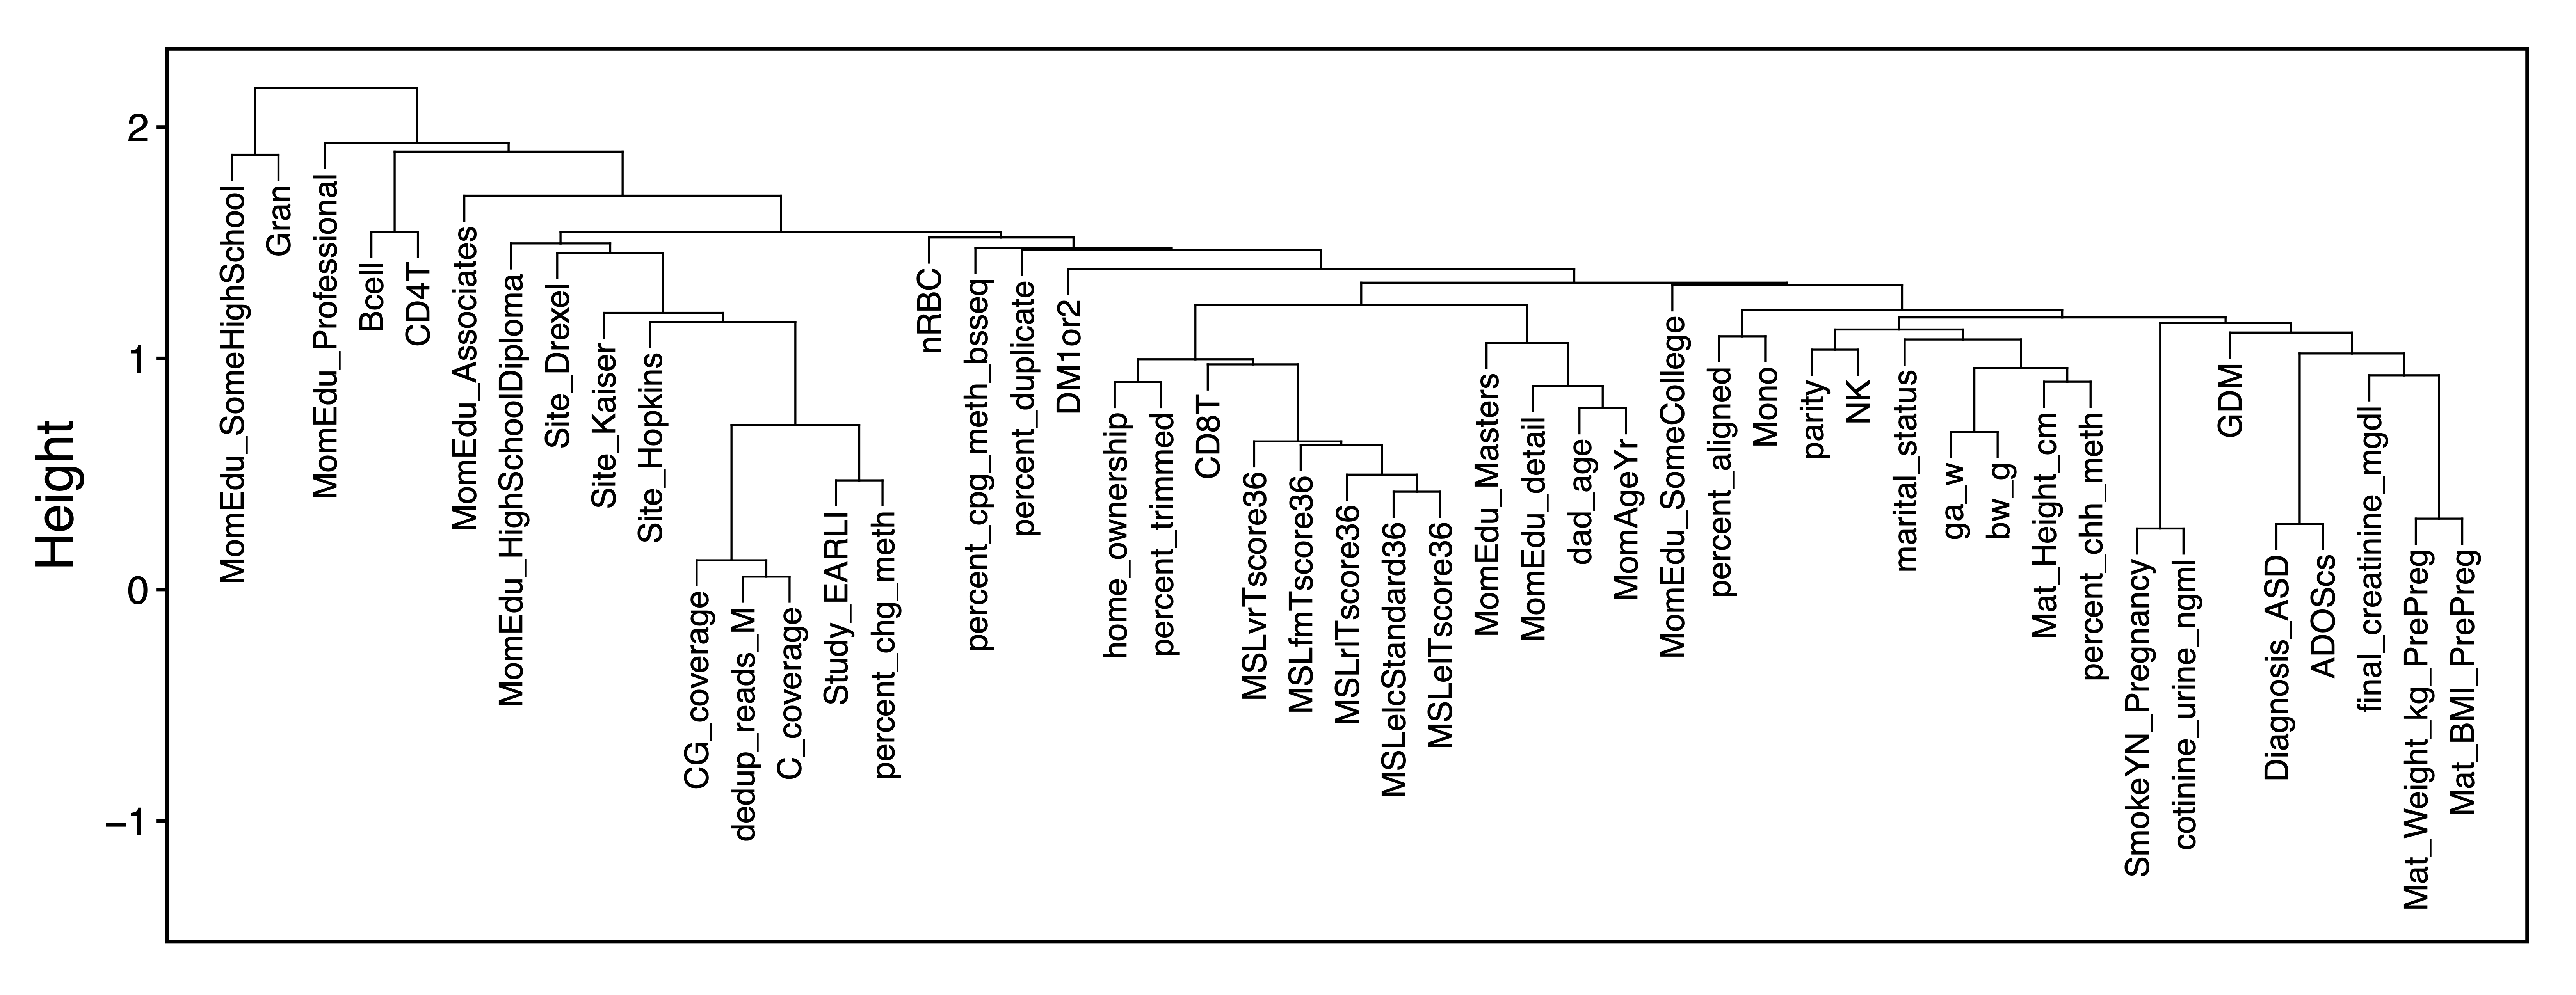 Height
2
1
0
−1
MomEdu_SomeHighSchool
Gran
MomEdu_Professional
Bcell
CD4T
MomEdu_Associates
MomEdu_HighSchoolDiploma
Site_Drexel
Site_Kaiser
Site_Hopkins
CG_coverage
dedup_reads_M
C_coverage
Study_EARLI
percent_chg_meth
nRBC
percent_cpg_meth_bsseq
percent_duplicate
DM1or2
home_ownership
percent_trimmed
CD8T
MSLvrTscore36
MSLfmTscore36
MSLrlTscore36
MSLelcStandard36
MSLelTscore36
MomEdu_Masters
MomEdu_detail
dad_age
MomAgeYr
MomEdu_SomeCollege
percent_aligned
Mono
parity
NK
marital_status
ga_w
bw_g
Mat_Height_cm
percent_chh_meth
SmokeYN_Pregnancy
cotinine_urine_ngml
GDM
Diagnosis_ASD
ADOScs
final_creatinine_mgdl
Mat_Weight_kg_PrePreg
Mat_BMI_PrePreg